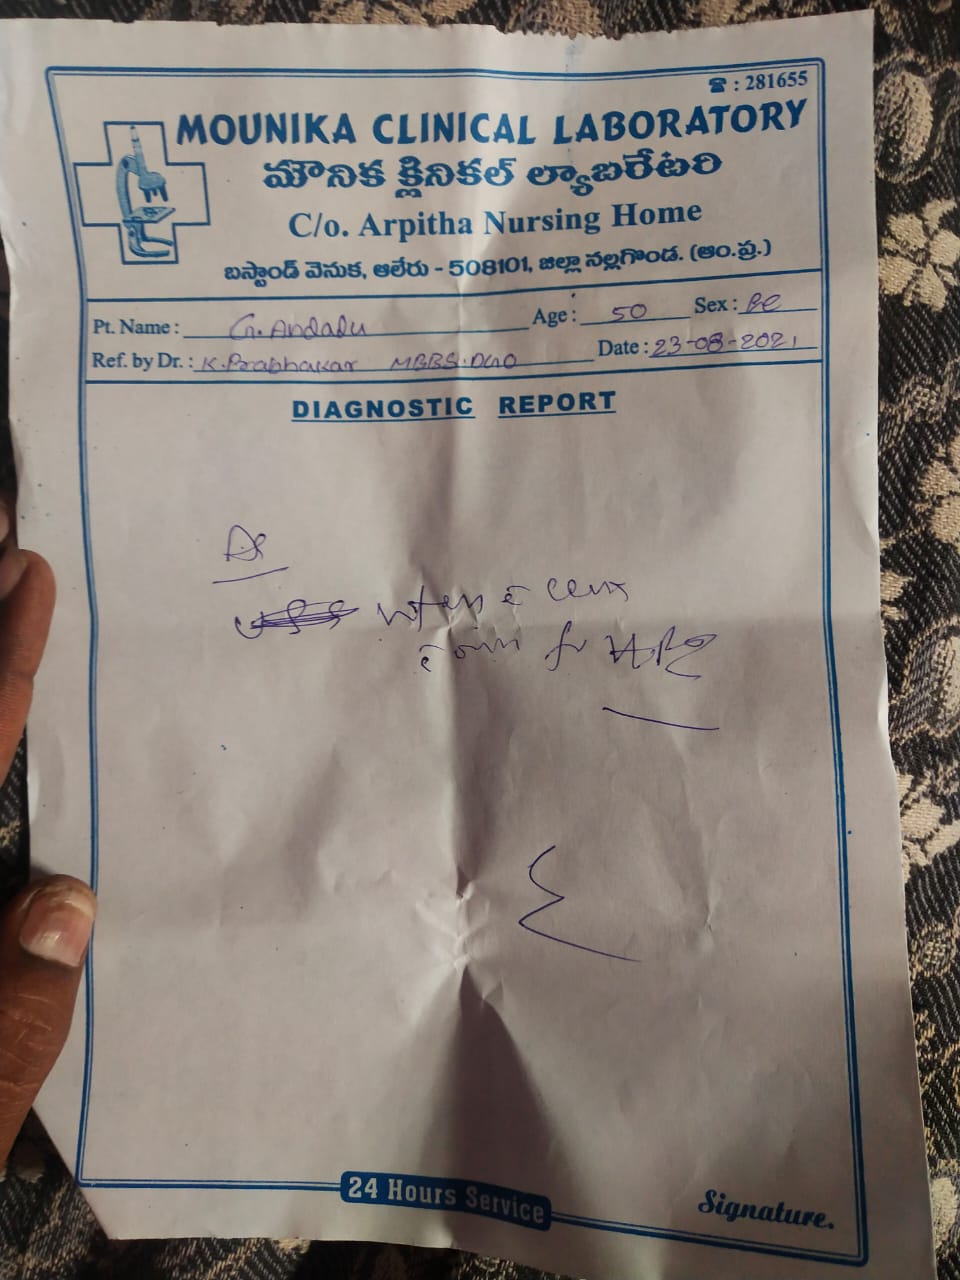 ☎ : 281655
MOUNIKA CLINICAL LABORATORY
మౌనిక క్లినికల్ ల్యాబరేటరి
C/o. Arpitha Nursing Home
బస్టాండ్ వెనుక, ఆలేరు - 508101, జిల్లా నల్లగొండ. (ఆం.ప్ర.)
Pt. Name : G. Andadu Age : 50 Sex :
Ref. by Dr. : K. Prabhakar MBBS. DGO Date : 23-08-2021
DIAGNOSTIC REPORT
24 Hours Service
Signature.